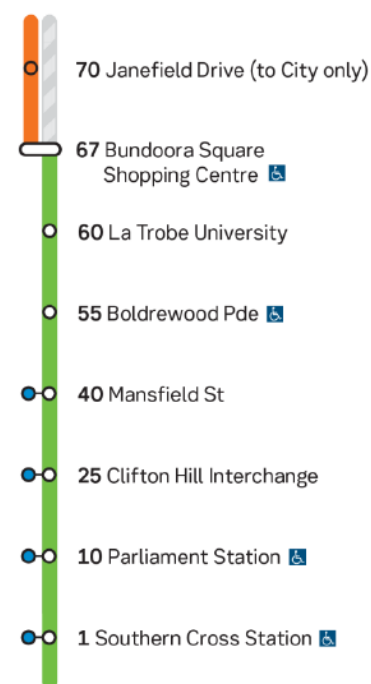 70 Janefield Drive (to City only)
67 Bundoora Square
Shopping Centre
60 La Trobe University
55 Boldrewood Pde
40 Mansfield St
25 Clifton Hill Interchange
10 Parliament Station
1 Southern Cross Station